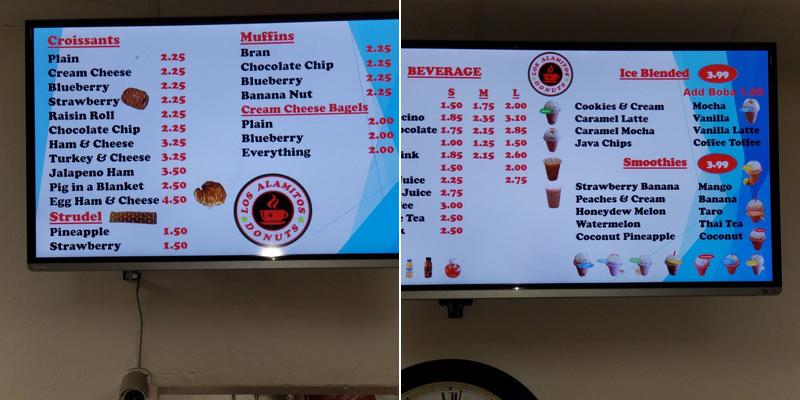 Croissants
Plain 2.25
Cream Cheese 2.25
Blueberry 2.25
Strawberry 2.25
Raisin Roll 2.25
Chocolate Chip 2.25
Ham & Cheese 3.25
Turkey & Cheese 3.25
Jalapeno Ham 3.50
Pig in a Blanket 2.50
Egg Ham & Cheese 4.50
Strudel
Pineapple 1.50
Strawberry 1.50
Muffins
Bran 2.25
Chocolate Chip 2.25
Blueberry 2.25
Banana Nut 2.25
Cream Cheese Bagels
Plain 1.00
Blueberry 2.00
Everything 2.00
LOS ALAMITOS
DONUTS
BEVERAGE
S M L
1.50 1.75 2.00
cino 1.85 2.35 3.10
ocolate 1.75 2.15 2.85
1.00 1.25 1.50
ink 1.85 2.15 2.60
1.50 2.00
Juice 2.25 2.75
Juice 2.75
ee 3.00
e Tea 2.50
k 2.50
LOS ALAMITOS
DONUTS
Ice Blended 3.99
Add Boba
Cookies & Cream Mocha
Caramel Latte Vanilla
Caramel Mocha Vanilla Latte
Java Chips Coffee Toffee
Smoothies 3.99
Strawberry Banana Mango
Peaches & Cream Banana
Honeydew Melon Taro
Watermelon Thai Tea
Coconut Pineapple Coconut